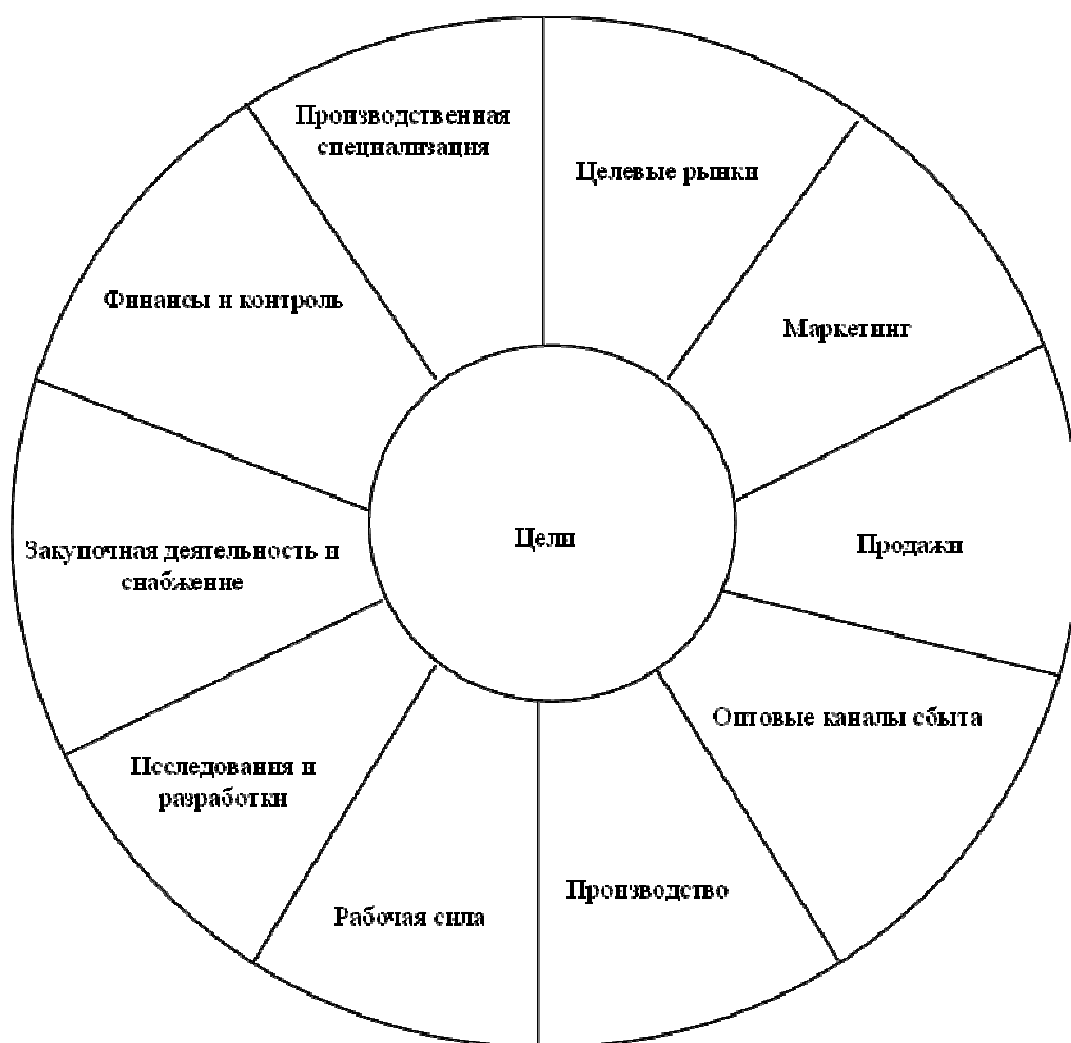 Производственная
специализация
Целевые рынки
Финансы и контроль
Маркетинг
Цели
Продажи
Закупочная деятельность и
снабжение
Оптовые каналы сбыта
Исследования и
разработки
Производство
Рабочая сила